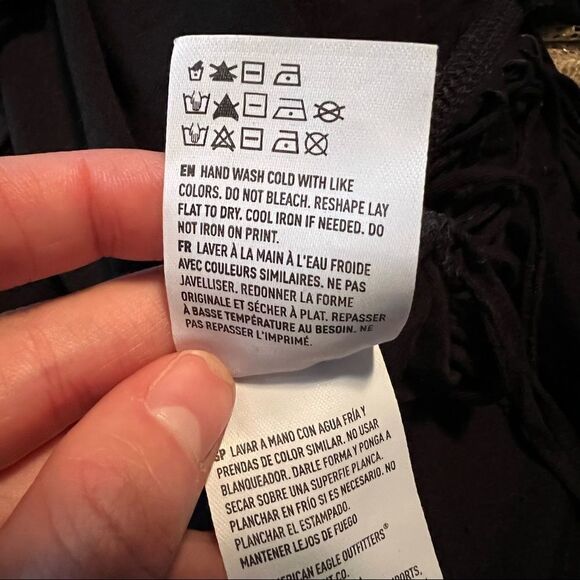 EN HAND WASH COLD WITH LIKE
COLORS. DO NOT BLEACH. RESHAPE LAY
FLAT TO DRY. COOL IRON IF NEEDED. DO
NOT IRON ON PRINT.
FR LAVER À LA MAIN À L'EAU FROIDE
AVEC COULEURS SIMILAIRES. NE PAS
JAVELLISER. REDONNER LA FORME
ORIGINALE ET SÉCHER À PLAT. REPASSER
À BASSE TEMPÉRATURE AU BESOIN. NE
PAS REPASSER L'IMPRIMÉ.
SP LAVAR A MANO CON AGUA FRÍA Y
PRENDAS DE COLOR SIMILAR. NO USAR
BLANQUEADOR. DARLE FORMA Y PONGA A
SECAR SOBRE UNA SUPERFIE PLANCA.
PLANCHAR EN FRÍO SI ES NECESARIO. NO
PLANCHAR EL ESTAMPADO.
MANTENER LEJOS DE FUEGO
AMERICAN EAGLE OUTFITTERS®
CO.